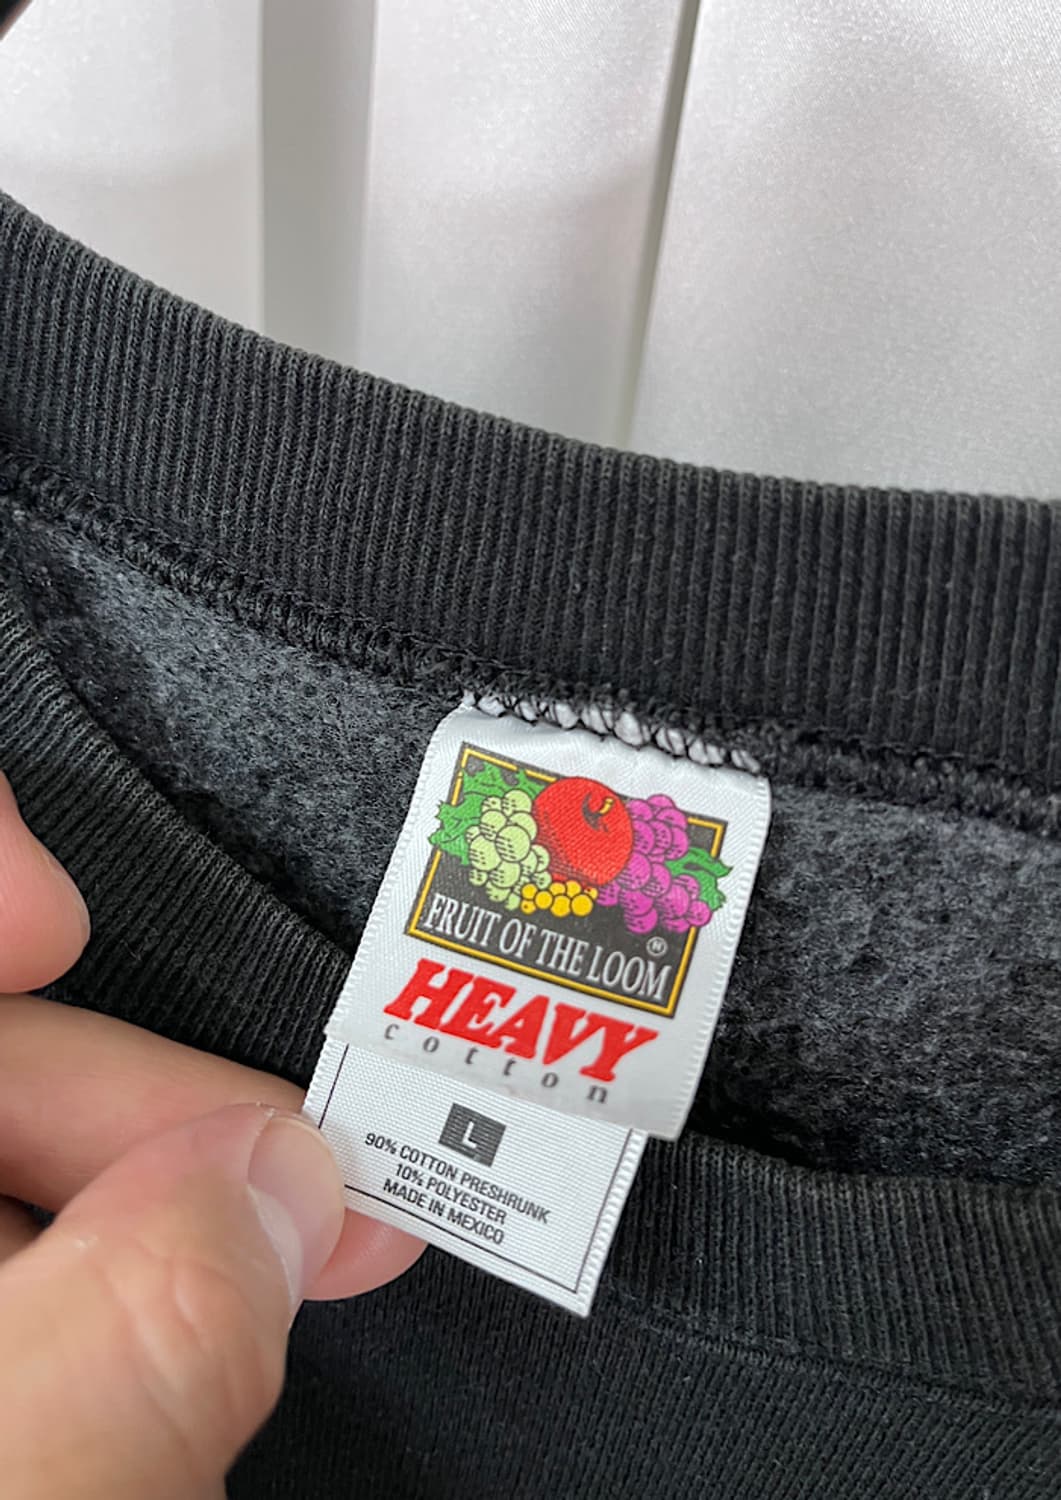 FRUIT OF THE LOOM®
HEAVY
cotton
L
90% COTTON PRESHRUNK
10% POLYESTER
MADE IN MEXICO